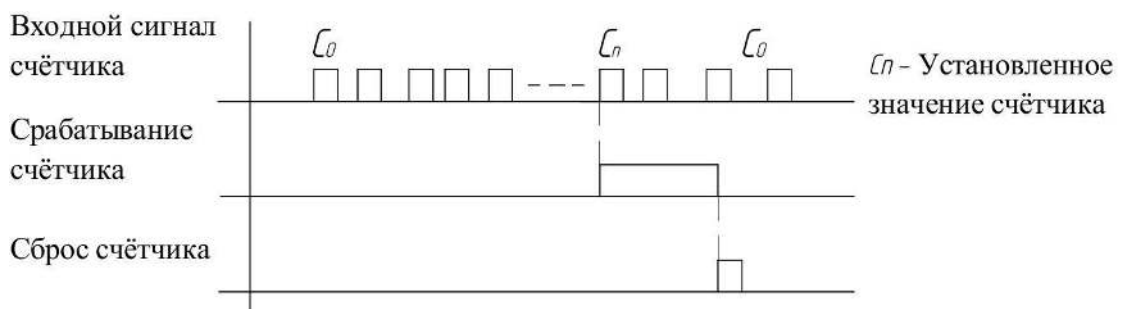 Входной сигнал
счётчика
C0
Cn
C0
Cn – Установленное
значение счётчика
Срабатывание
счётчика
Сброс счётчика